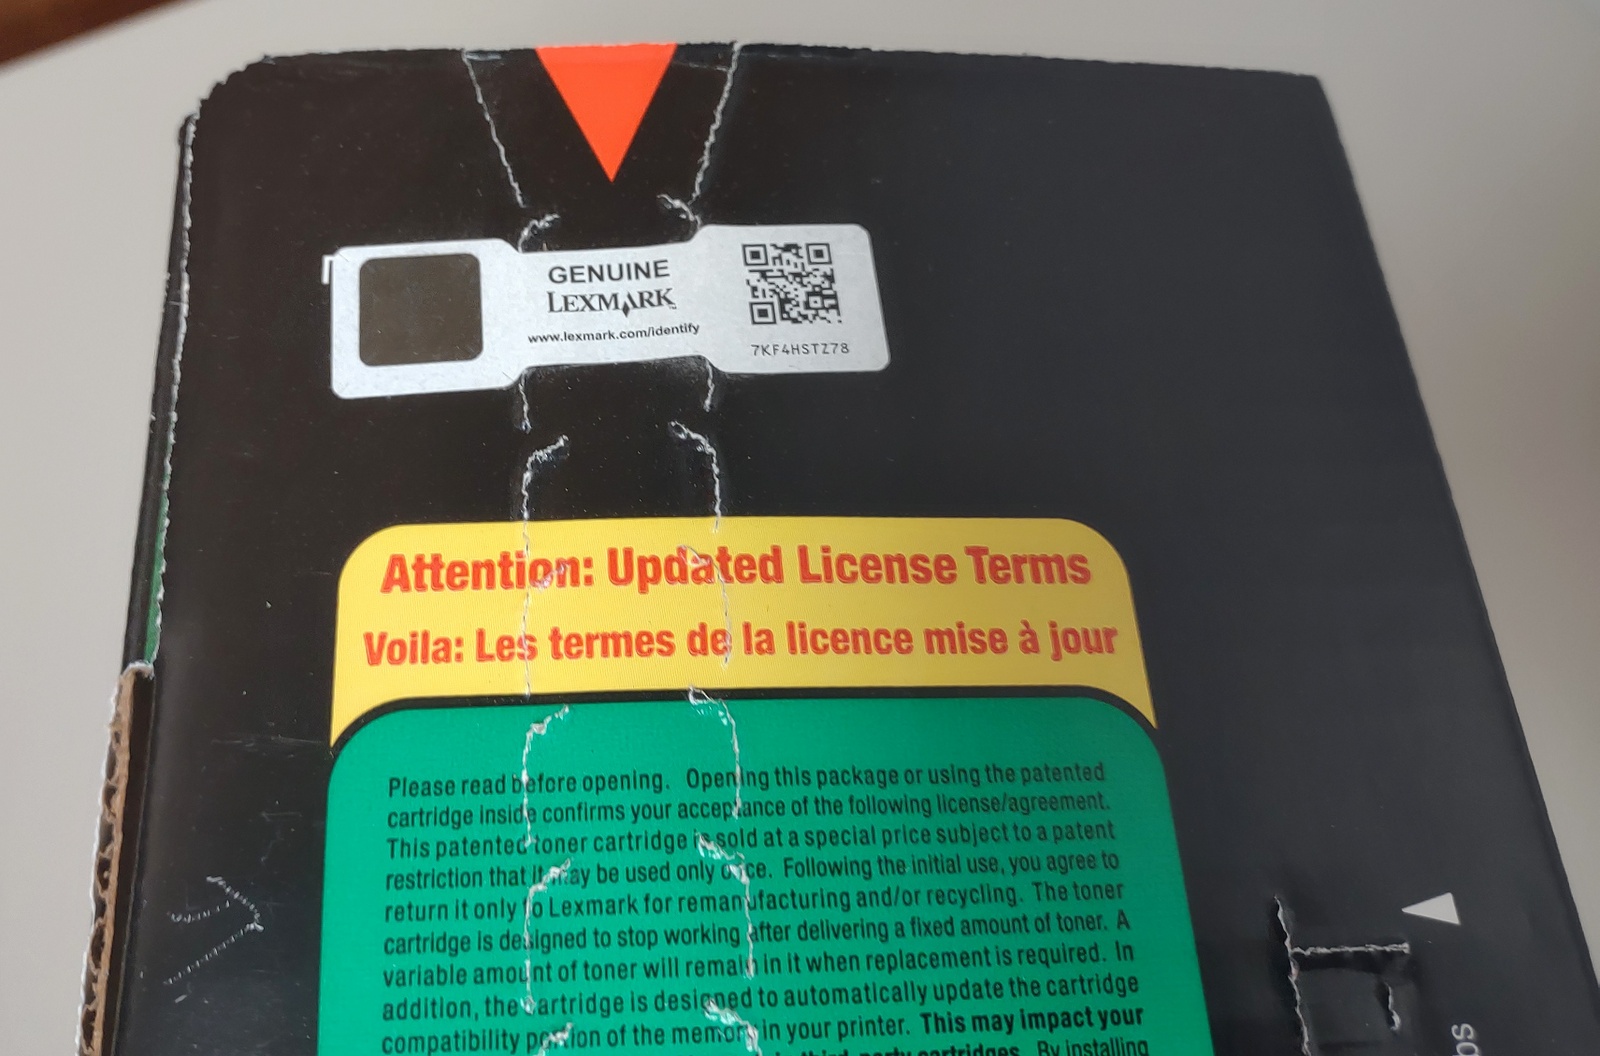 GENUINE
LEXMARK
www.lexmark.com/identify
7KF4HSTZ78
Attention: Updated License Terms
Voila: Les termes de la licence mise à jour
Please read before opening. Opening this package or using the patented
cartridge inside confirms your acceptance of the following license/agreement.
This patented toner cartridge is sold at a special price subject to a patent
restriction that it may be used only once. Following the initial use, you agree to
return it only to Lexmark for remanufacturing and/or recycling. The toner
cartridge is designed to stop working after delivering a fixed amount of toner. A
variable amount of toner will remain in it when replacement is required. In
addition, the cartridge is designed to automatically update the cartridge
compatibility portion of the memory in your printer. This may impact your
third-party cartridges. By installing